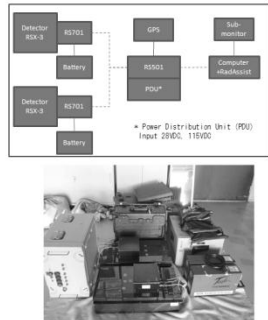 Detector
RSX-3
RS701
Battery
GPS
Sub-
monitor
RS501
PDU*
Computer
+RadAssist
Detector
RSX-3
RS701
Battery
* Power Distribution Unit (PDU)
Input 28VDC, 115VDC